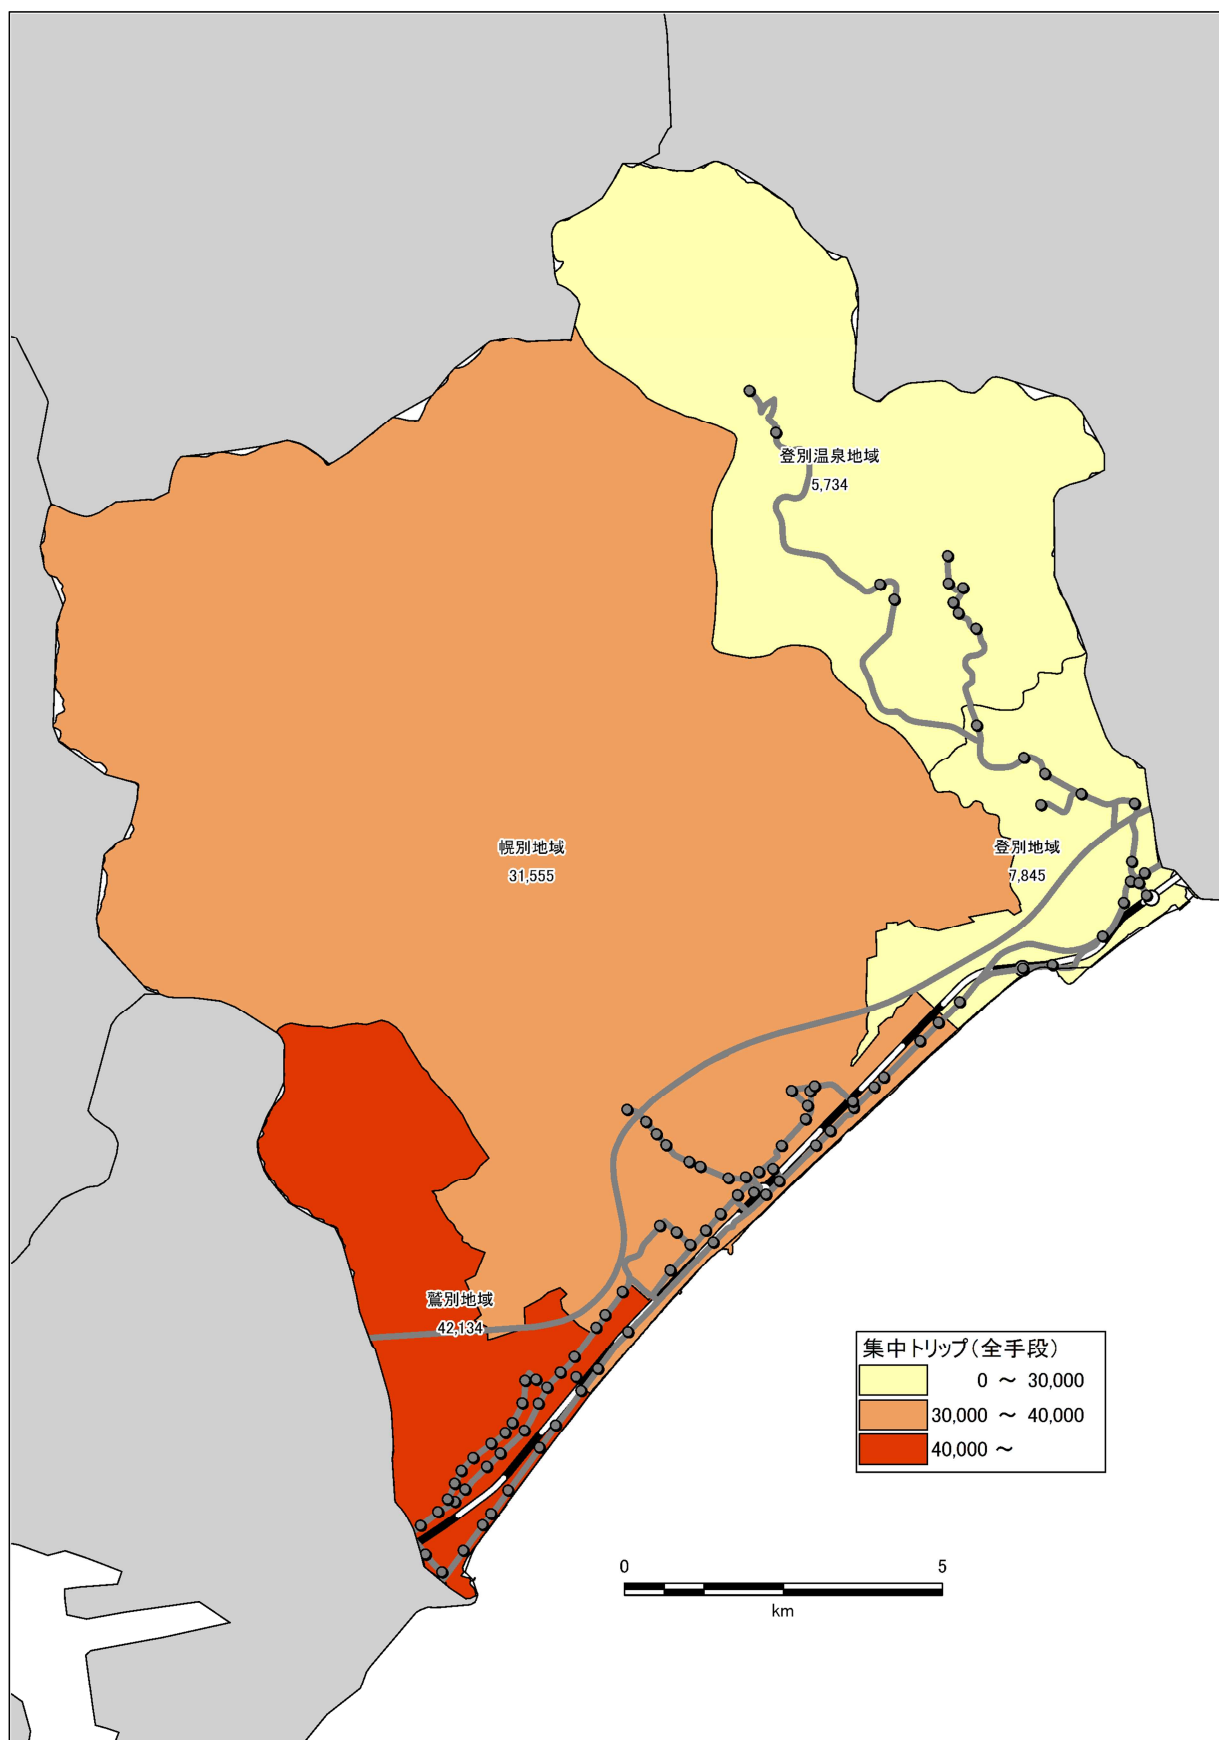 登別温泉地域
5,734
幌別地域
31,555
登別地域
7,845
鷲別地域
42,134
集中トリップ（全手段）
0 ～ 30,000
30,000 ～ 40,000
40,000 ～
0 5
km